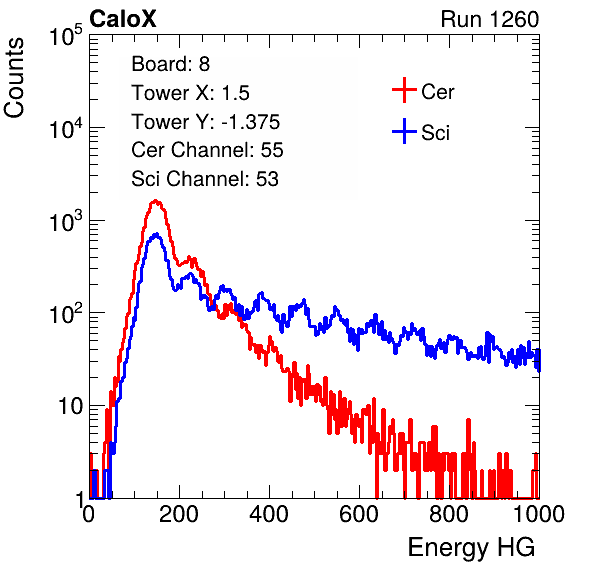 CaloX Run 1260
Counts
Board: 8
Tower X: 1.5
Tower Y: -1.375
Cer Channel: 55
Sci Channel: 53
Cer
Sci
10^5
10^4
10^3
10^2
10
1
0 200 400 600 800 1000
Energy HG